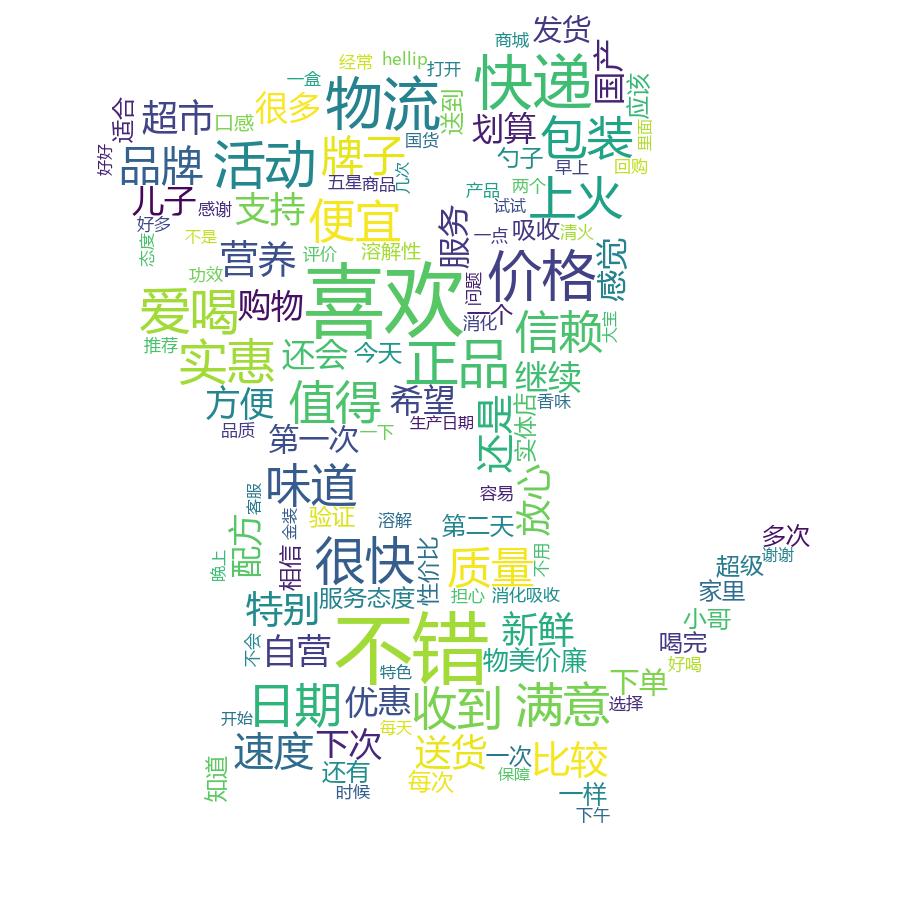 发货
商城
国产
经常
hellip
打开
快递
一盒
物流
应该
很多
送到
适合
超市
口感
划算
包装
里面
国货
牌子
好好
品牌
活动
勺子
早上
回购
几次
五星商品
产品
两个
上火
儿子
感谢
支持
便宜
试试
好多
服务
一点
吸收
清火
态度
不是
营养
评价
溶解性
感觉
功效
喜欢
问题
价格
爱喝
购物
一个
消化
信赖
大宝
推荐
实惠
还会
今天
正品
继续
方便
值得
希望
还是
实体店
香味
生产日期
品质
第一次
一下
味道
放心
容易
客服
金装
验证
溶解
第二天
配方
多次
谢谢
晚上
相信
很快
性价比
质量
不用
超级
家里
特别
服务态度
担心
消化吸收
小哥
不会
自营
不错
新鲜
喝完
物美价廉
好喝
特色
下单
日期
优惠
收到
满意
选择
开始
每天
速度
下次
送货
一次
比较
知道
还有
每次
保障
时候
一样
下午